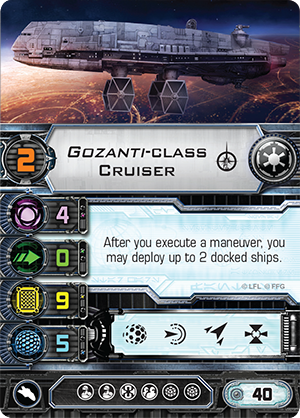 2
Gozanti-class
Cruiser
4
After you execute a maneuver, you
may deploy up to 2 docked ships.
0
©LFL ©FFG
9
5
40